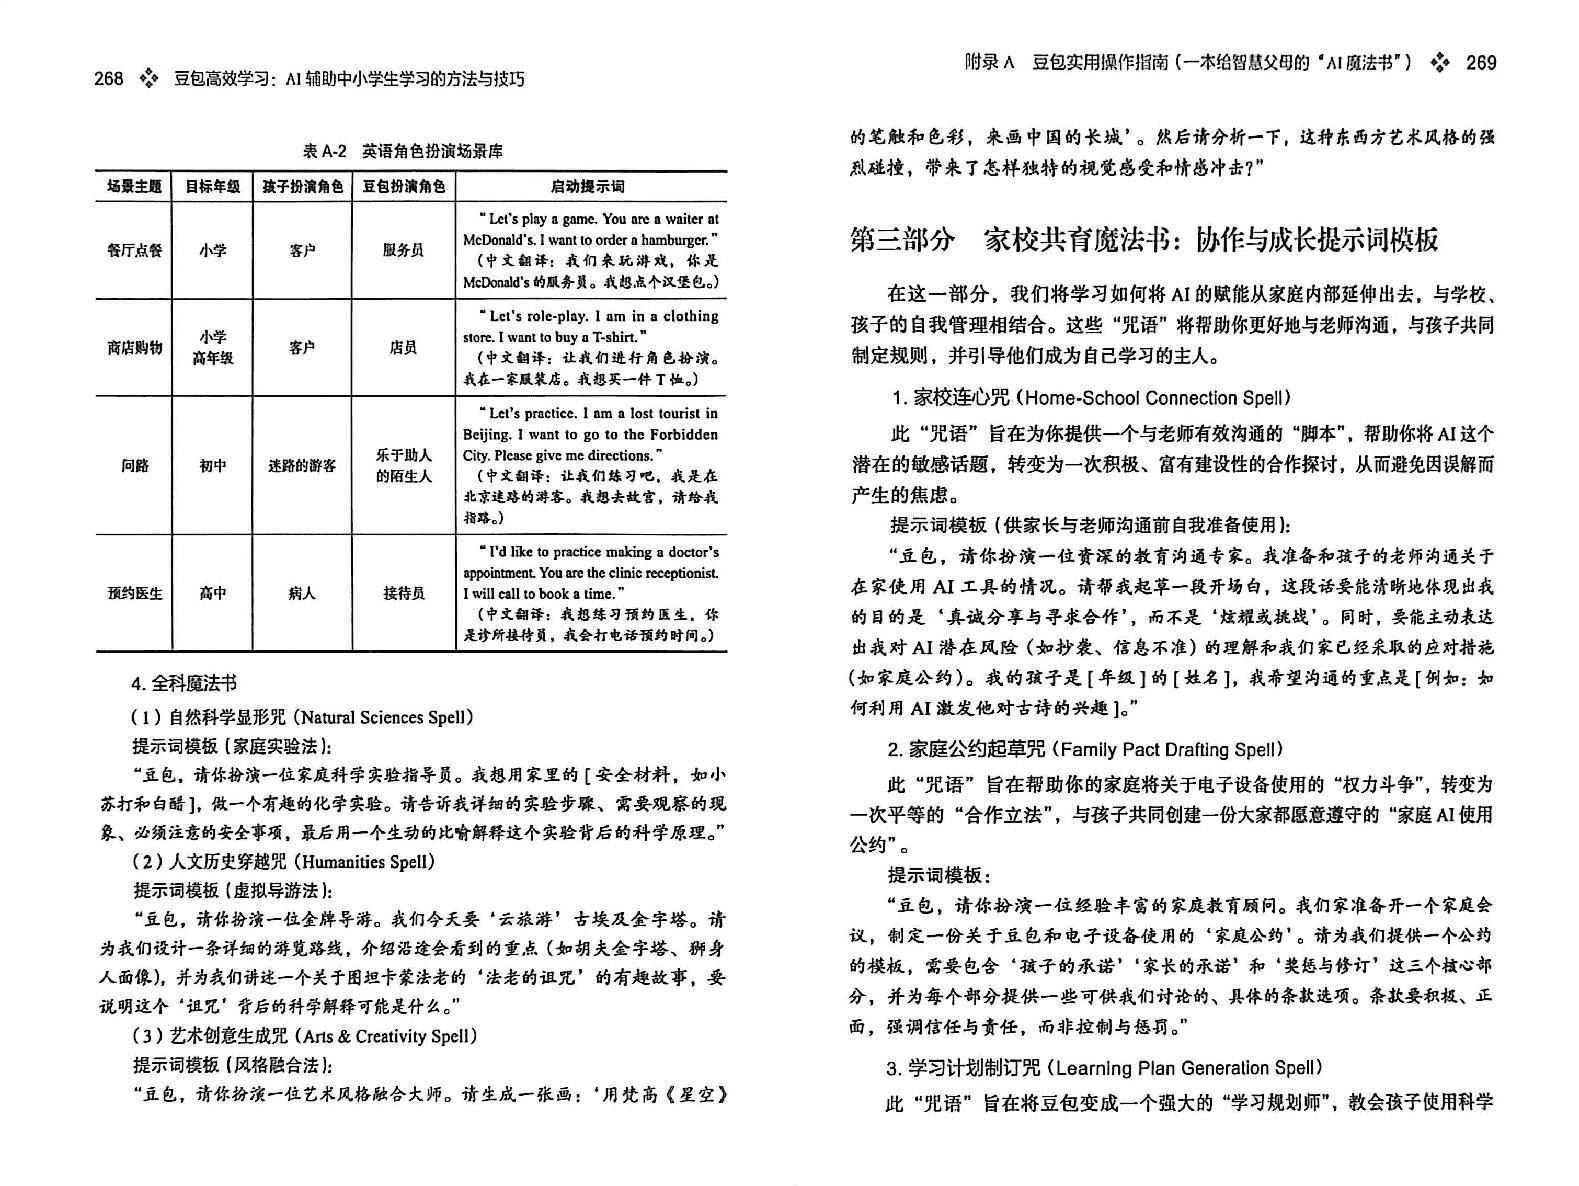 268 豆包高效学习：AI 辅助中小学生学习的方法与技巧
表 A-2 英语角色扮演场景库
场景主题 目标年级 孩子扮演角色 豆包扮演角色 启动提示词
餐厅点餐 小学 客户 服务员
“Let's play a game. You are a waiter at
McDonald's. I want to order a hamburger.”
（中文翻译：我们来玩游戏，你是
McDonald's 的服务员。我想点个汉堡包。）
商店购物 小学
高年级 客户 店员
“Let's role-play. I am in a clothing
store. I want to buy a T-shirt.”
（中文翻译：让我们进行角色扮演。
我在一家服装店。我想买一件 T 恤。）
问路 初中 迷路的游客 乐于助人
的陌生人
“Let's practice. I am a lost tourist in
Beijing. I want to go to the Forbidden
City. Please give me directions.”
（中文翻译：让我们练习吧，我是在
北京迷路的游客。我想去故宫，请给我
指路。）
预约医生 高中 病人 接待员
“I'd like to practice making a doctor's
appointment. You are the clinic receptionist.
I will call to book a time.”
（中文翻译：我想练习预约医生，你
是诊所接待员，我会打电话预约时间。）
4. 全科魔法书
（1）自然科学显形咒（Natural Sciences Spell）
提示词模板（家庭实验法）：
“豆包，请你扮演一位家庭科学实验指导员。我想用家里的［安全材料，如小
苏打和白醋］，做一个有趣的化学实验。请告诉我详细的实验步骤、需要观察的现
象、必须注意的安全事项，最后用一个生动的比喻解释这个实验背后的科学原理。”
（2）人文历史穿越咒（Humanities Spell）
提示词模板（虚拟导游法）：
“豆包，请你扮演一位金牌导游。我们今天要‘云旅游’古埃及金字塔。请
为我们设计一条详细的游览路线，介绍沿途会看到的重点（如胡夫金字塔、狮身
人面像），并为我们讲述一个关于图坦卡蒙法老的‘法老的诅咒’的有趣故事，要
说明这个‘诅咒’背后的科学解释可能是什么。”
（3）艺术创意生成咒（Arts & Creativity Spell）
提示词模板（风格融合法）：
“豆包，请你扮演一位艺术风格融合大师。请生成一张画：‘用梵高《星空》
附录 A 豆包实用操作指南（一本给智慧父母的“AI 魔法书”） 269
的笔触和色彩，来画中国的长城’。然后请分析一下，这种东西方艺术风格的强
烈碰撞，带来了怎样独特的视觉感受和情感冲击？”
第三部分 家校共育魔法书：协作与成长提示词模板
在这一部分，我们将学习如何将 AI 的赋能从家庭内部延伸出去，与学校、
孩子的自我管理相结合。这些“咒语”将帮助你更好地与老师沟通，与孩子共同
制定规则，并引导他们成为自己学习的主人。
1. 家校连心咒（Home-School Connection Spell）
此“咒语”旨在为你提供一个与老师有效沟通的“脚本”，帮助你将 AI 这个
潜在的敏感话题，转变为一次积极、富有建设性的合作探讨，从而避免因误解而
产生的焦虑。
提示词模板（供家长与老师沟通前自我准备使用）：
“豆包，请你扮演一位资深的教育沟通专家。我准备和孩子的老师沟通关于
在家使用 AI 工具的情况。请帮我起草一段开场白，这段话要能清晰地体现出我
的目的是‘真诚分享与寻求合作’，而不是‘炫耀或挑战’。同时，要能主动表达
出我对 AI 潜在风险（如抄袭、信息不准）的理解和我们家已经采取的应对措施
（如家庭公约）。我的孩子是［年级］的［姓名］，我希望沟通的重点是［例如：如
何利用 AI 激发他对古诗的兴趣］。”
2. 家庭公约起草咒（Family Pact Drafting Spell）
此“咒语”旨在帮助你的家庭将关于电子设备使用的“权力斗争”，转变为
一次平等的“合作立法”，与孩子共同创建一份大家都愿意遵守的“家庭 AI 使用
公约”。
提示词模板：
“豆包，请你扮演一位经验丰富的家庭教育顾问。我们家准备开一个家庭会
议，制定一份关于豆包和电子设备使用的‘家庭公约’。请为我们提供一个公约
的模板，需要包含‘孩子的承诺’‘家长的承诺’和‘奖惩与修订’这三个核心部
分，并为每个部分提供一些可供我们讨论的、具体的条款选项。条款要积极、正
面，强调信任与责任，而非控制与惩罚。”
3. 学习计划制订咒（Learning Plan Generation Spell）
此“咒语”旨在将豆包变成一个强大的“学习规划师”，教会孩子使用科学